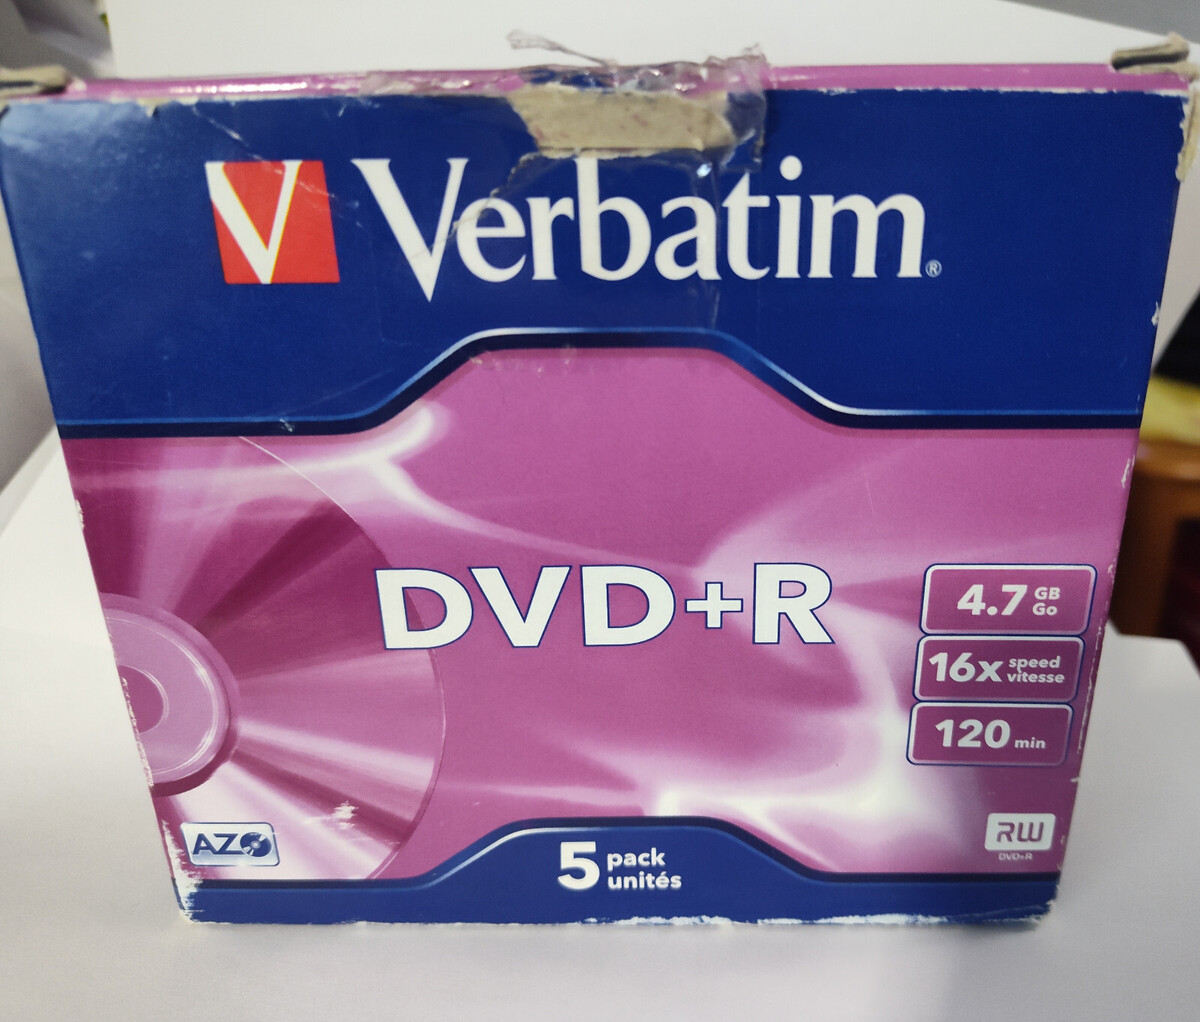 V Verbatim®
DVD+R
4.7 GB
Go
16x speed
vitesse
120 min
AZO
RW
DVD+R
5 pack
unités